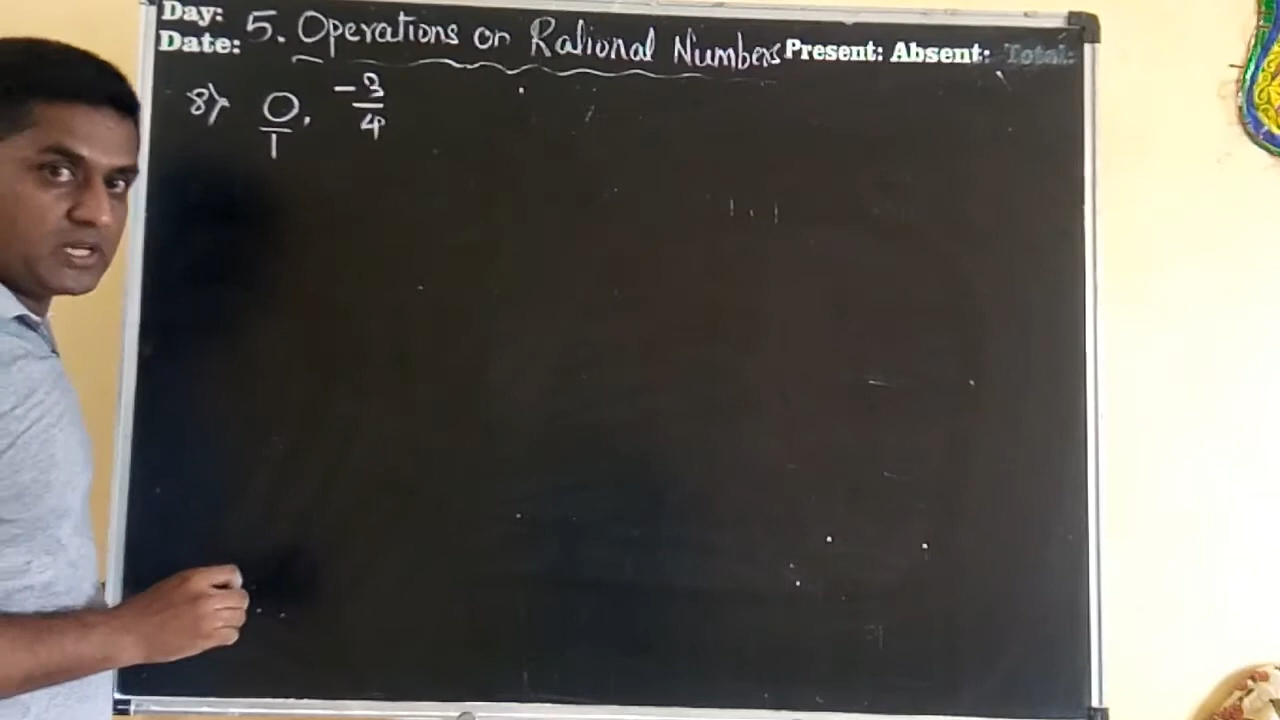 Day:
Date: 5. Operations on Rational Numbers Present: Absent: Total:
8) 0/1, -3/4